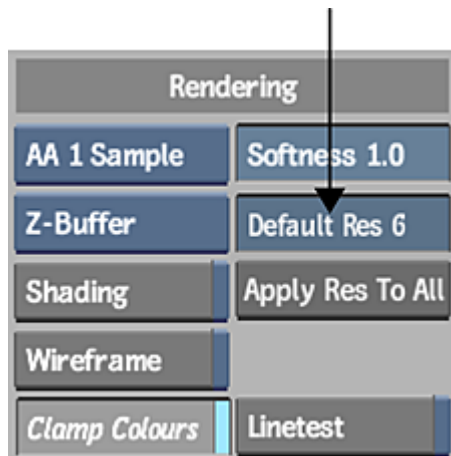 Rendering
AA 1 Sample
Softness 1.0
Z-Buffer
Default Res 6
Shading
Apply Res To All
Wireframe
Clamp Colours
Linetest